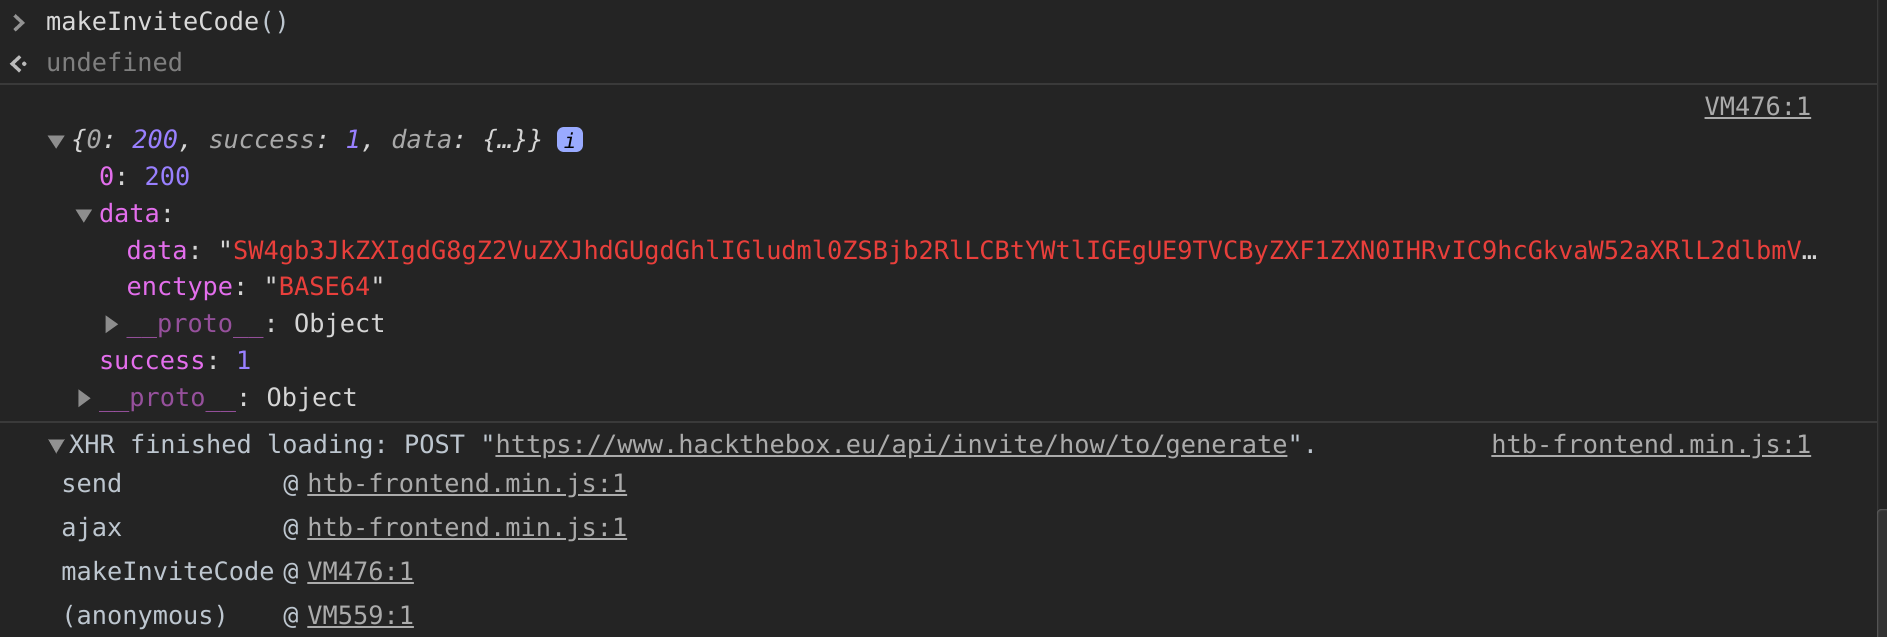 makeInviteCode()
undefined
VM476:1
{0: 200, success: 1, data: {…}} i
0: 200
data:
data: "SW4gb3JkZXIgdG8gZ2VuZXJhdGUgdGhlIGludml0ZSBjb2RlLCBtYWtlIGEgUE9TVCByZXF1ZXN0IHRvIC9hcGkvaW52aXRlL2dlbmV…
enctype: "BASE64"
__proto__: Object
success: 1
__proto__: Object
XHR finished loading: POST "https://www.hackthebox.eu/api/invite/how/to/generate". htb-frontend.min.js:1
send @ htb-frontend.min.js:1
ajax @ htb-frontend.min.js:1
makeInviteCode @ VM476:1
(anonymous) @ VM559:1